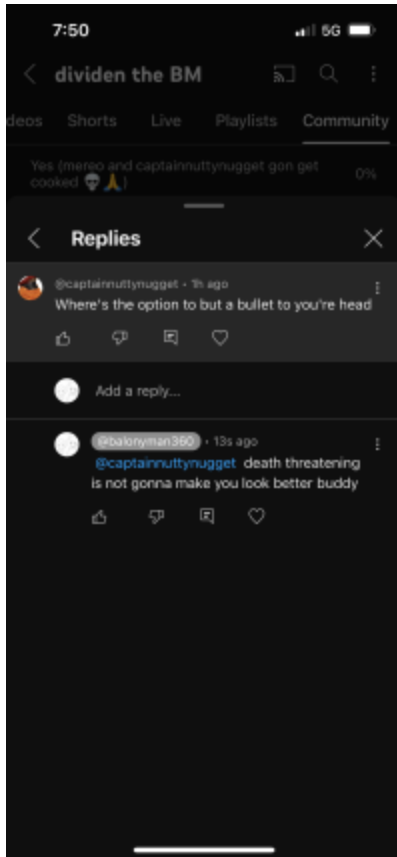 7:50
5G
dividen the BM
deos Shorts Live Playlists Community
Yes (mereo and captainnuttynugget gon get
cooked 💀🙏)
0%
Replies
@captainnuttynugget • 1h ago
Where's the option to but a bullet to you're head
Add a reply...
@balonyman360 • 13s ago
@captainnuttynugget death threatening
is not gonna make you look better buddy